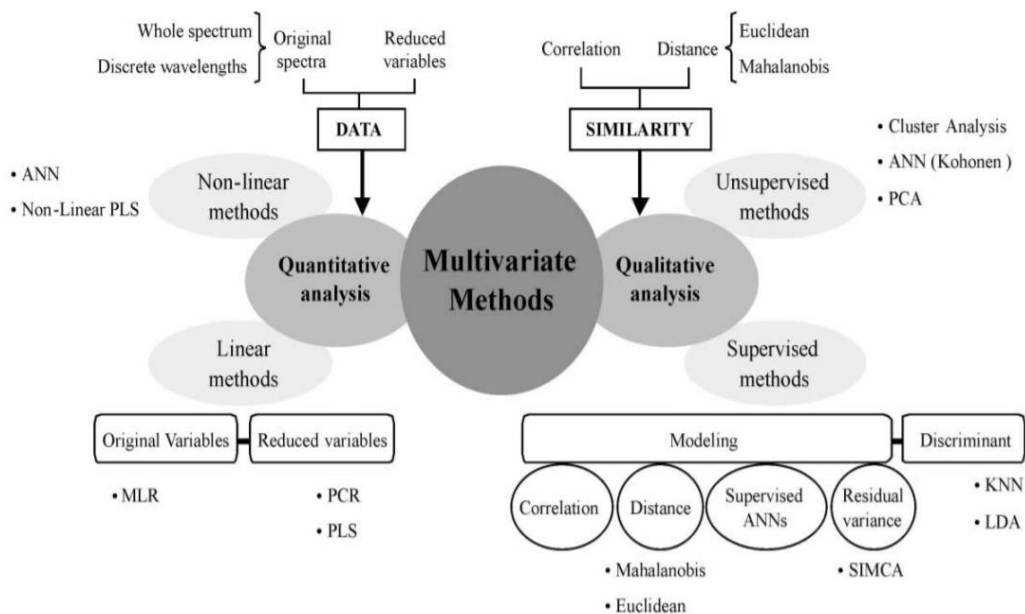 Whole spectrum
Discrete wavelengths
Original
spectra
Reduced
variables
DATA
Correlation
Distance
Euclidean
Mahalanobis
SIMILARITY
• ANN
• Non-Linear PLS
Non-linear
methods
Quantitative
analysis
Linear
methods
Multivariate
Methods
Unsupervised
methods
• Cluster Analysis
• ANN (Kohonen )
• PCA
Qualitative
analysis
Supervised
methods
Original Variables
Reduced variables
• MLR
• PCR
• PLS
Modeling
Discriminant
Correlation
Distance
Supervised
ANNs
Residual
variance
• KNN
• LDA
• Mahalanobis
• Euclidean
• SIMCA